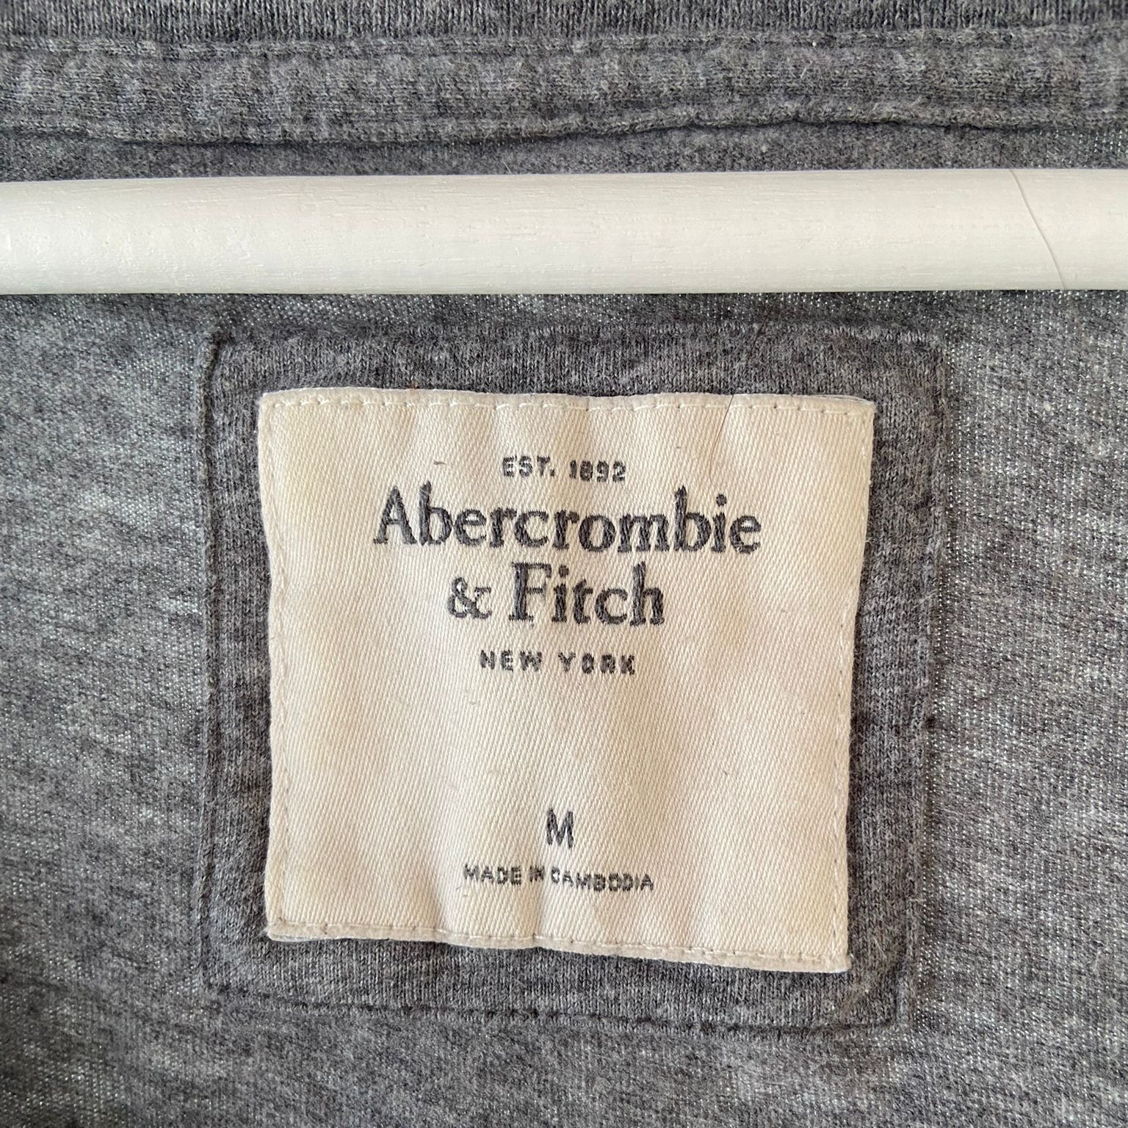 EST. 1892
Abercrombie
& Fitch
NEW YORK
M
MADE IN CAMBODIA